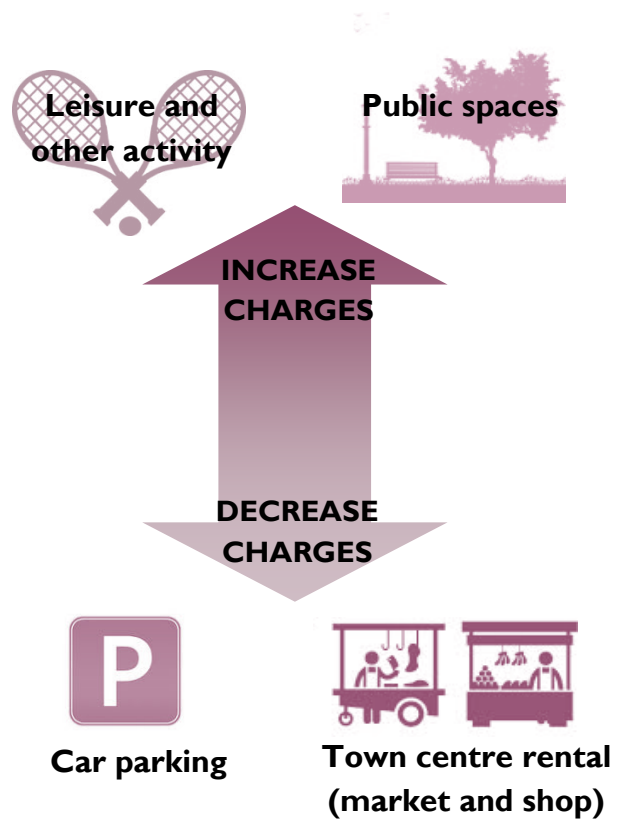 Leisure and
other activity
Public spaces
INCREASE
CHARGES
DECREASE
CHARGES
P
Car parking
Town centre rental
(market and shop)